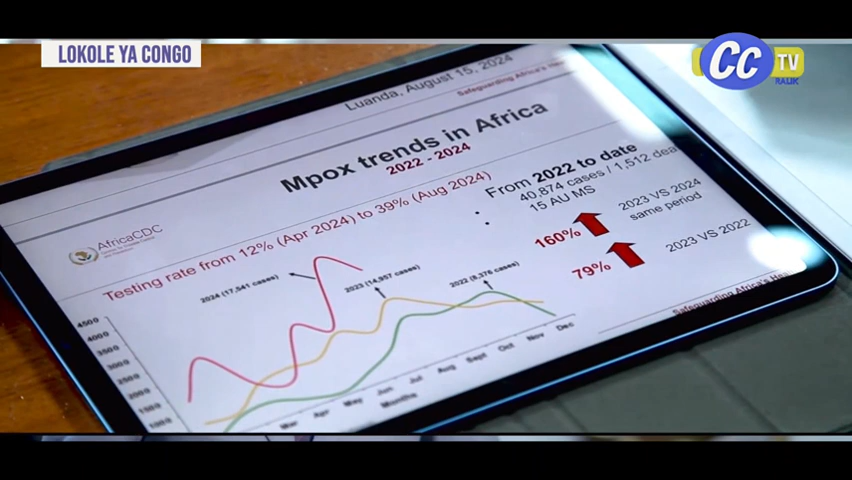 LOKOLE YA CONGO
CC TV
RALIK
Luanda, August 15, 2024
Safeguarding Africa's
Mpox trends in Africa
2022 - 2024
AfricaCDC
Testing rate from 12% (Apr 2024) to 39% (Aug 2024)
From 2022 to date
40,874 cases / 1,512 dea
15 AU MS
160%
2023 VS 2024
same period
79%
2023 VS 2022
2024 (17,541 cases)
2023 (14,957 cases)
2022 (8,376 cases)
4500
4000
3500
3000
2500
2000
1500
1000
Mar Apr May Jun Jul Aug Sept Oct Nov Dec
Months
Safeguarding Africa's Hea